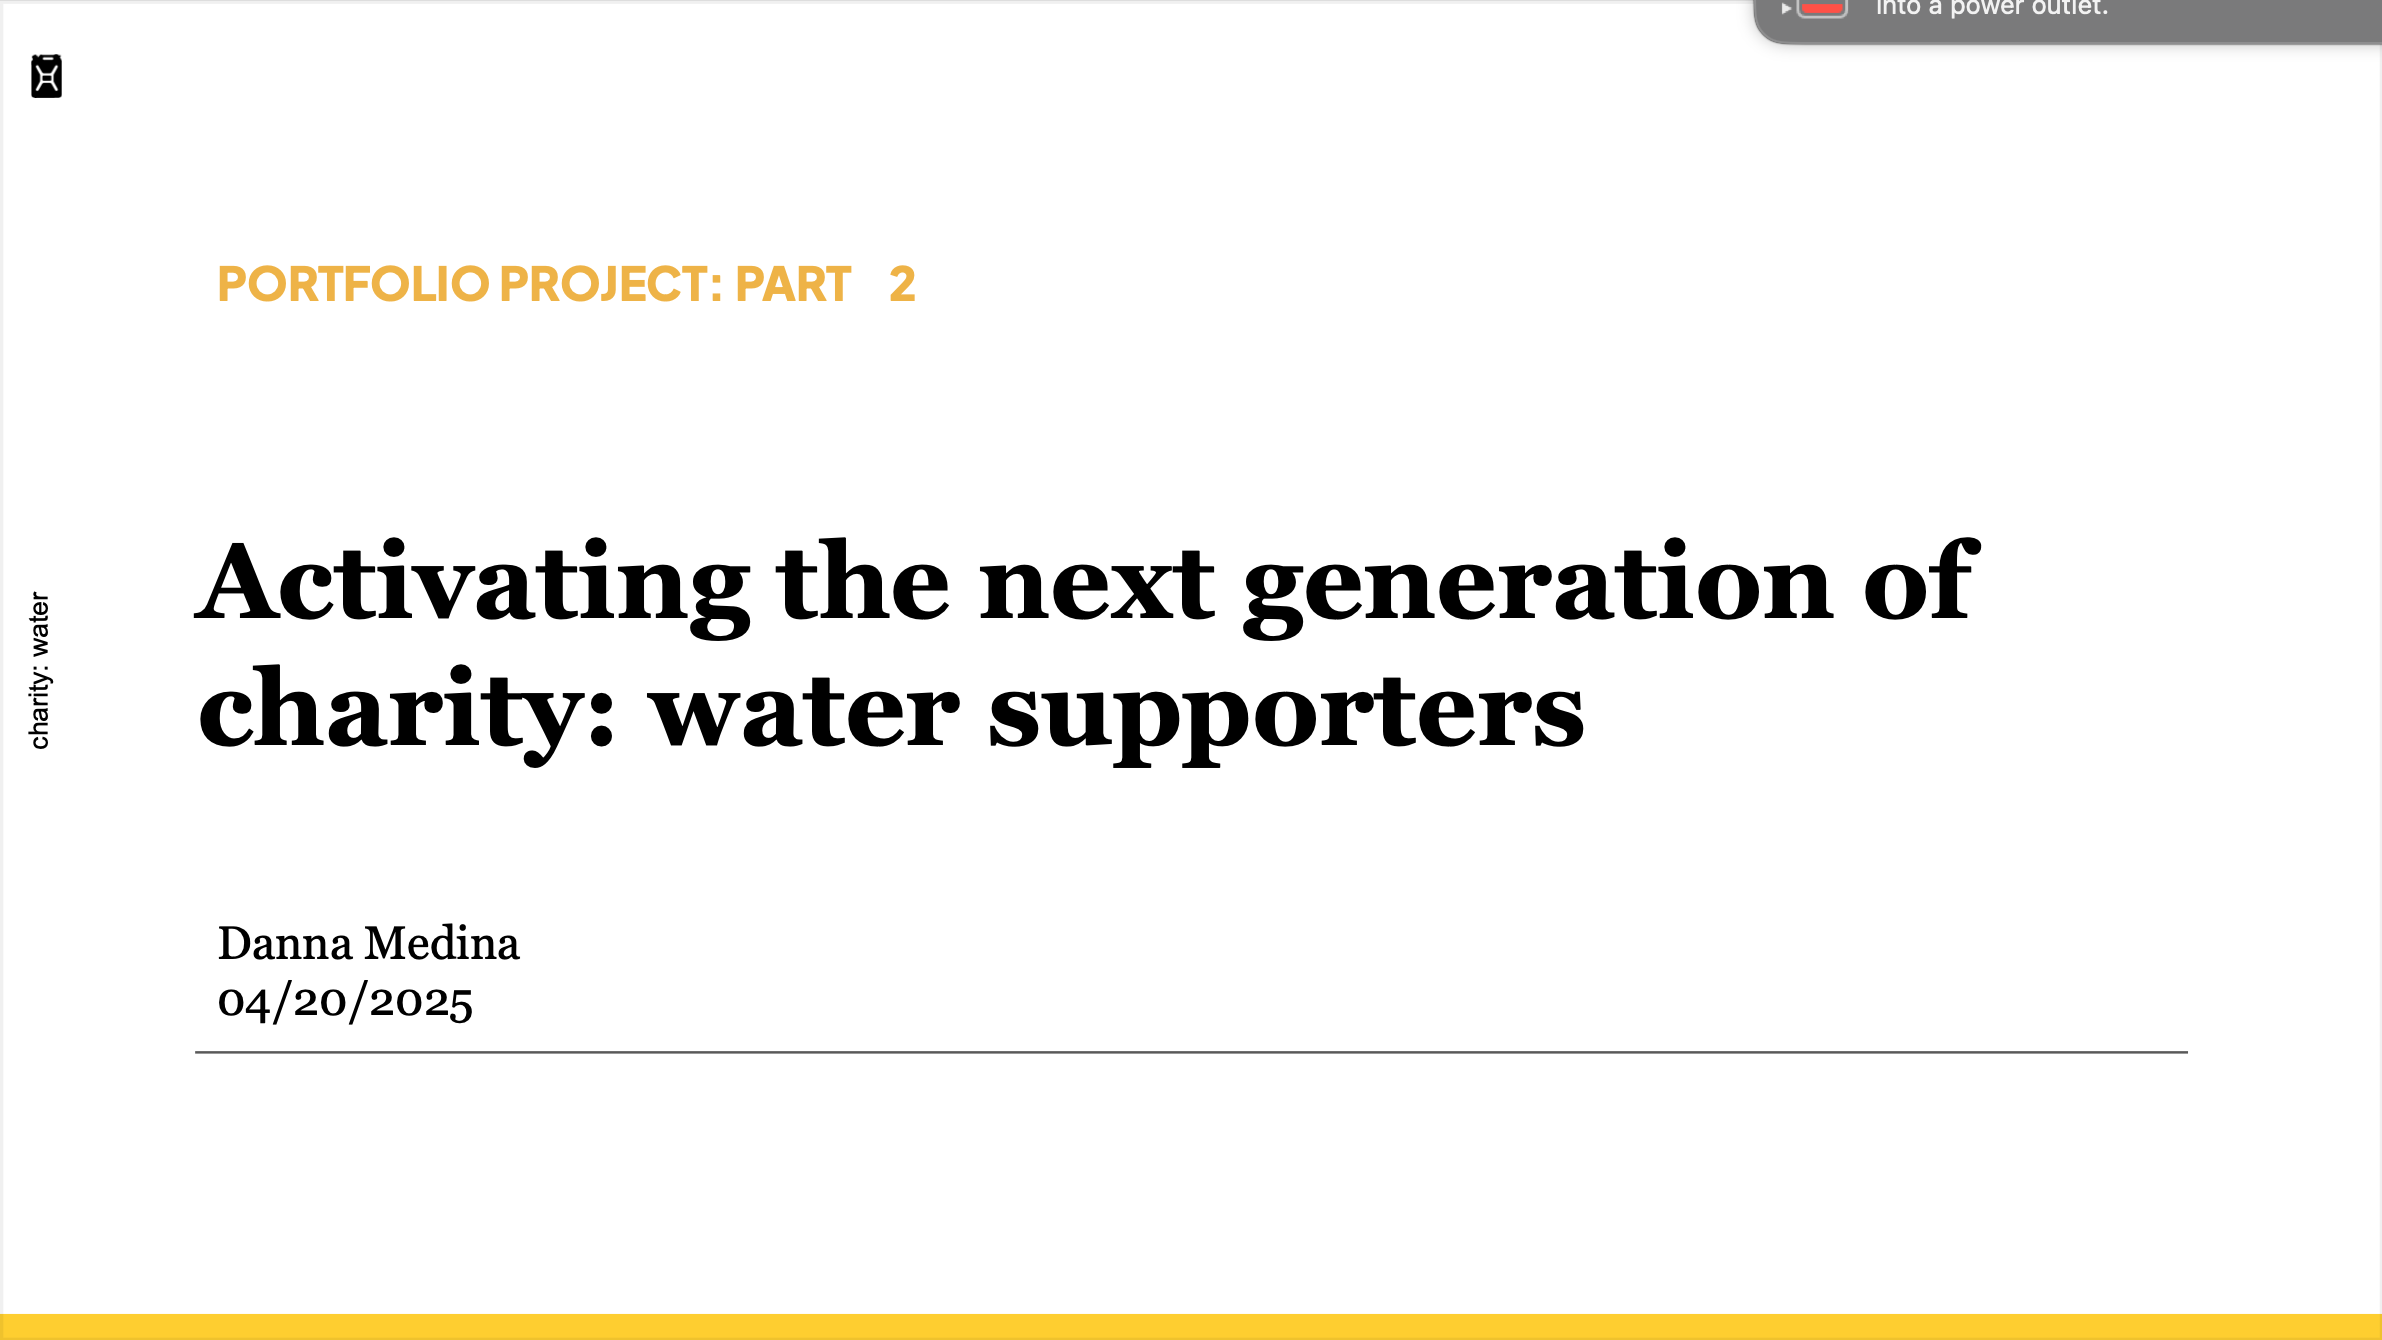 into a power outlet.
PORTFOLIO PROJECT: PART 2
Activating the next generation of
charity: water supporters
charity: water
Danna Medina
04/20/2025